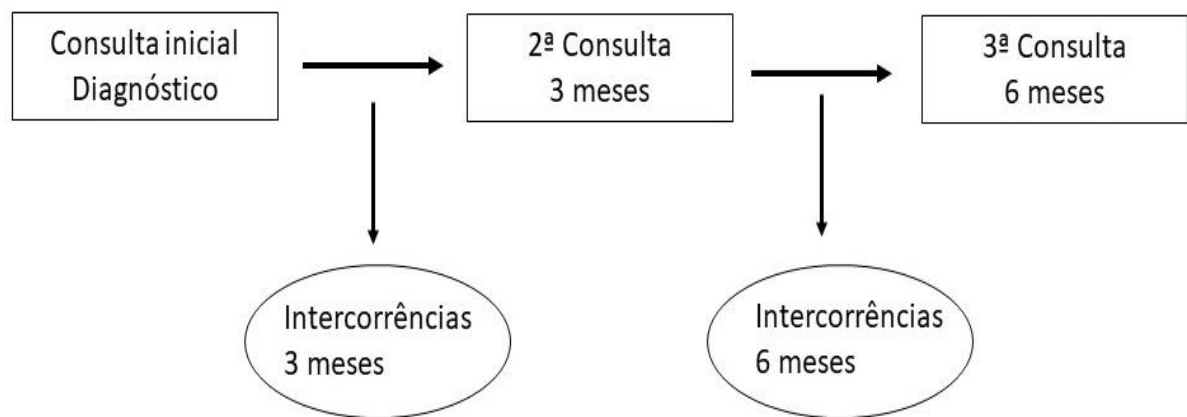 Consulta inicial
Diagnóstico
2ª Consulta
3 meses
3ª Consulta
6 meses
Intercorrências
3 meses
Intercorrências
6 meses